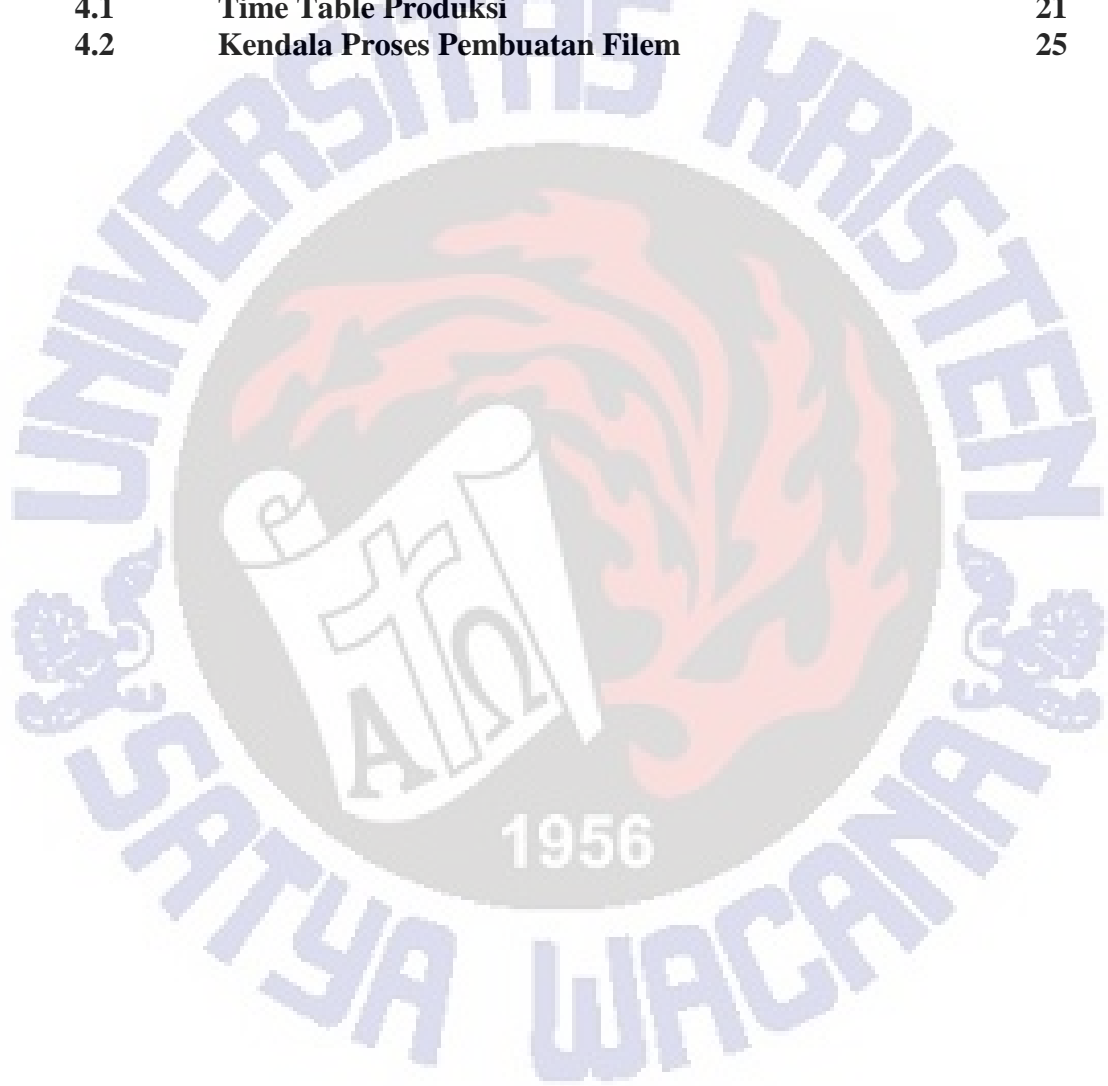 4.1 Time Table Produksi 21
4.2 Kendala Proses Pembuatan Filem 25
UNIVERSITAS KRISTEN
Α Ω
1956
SATYA WACANA